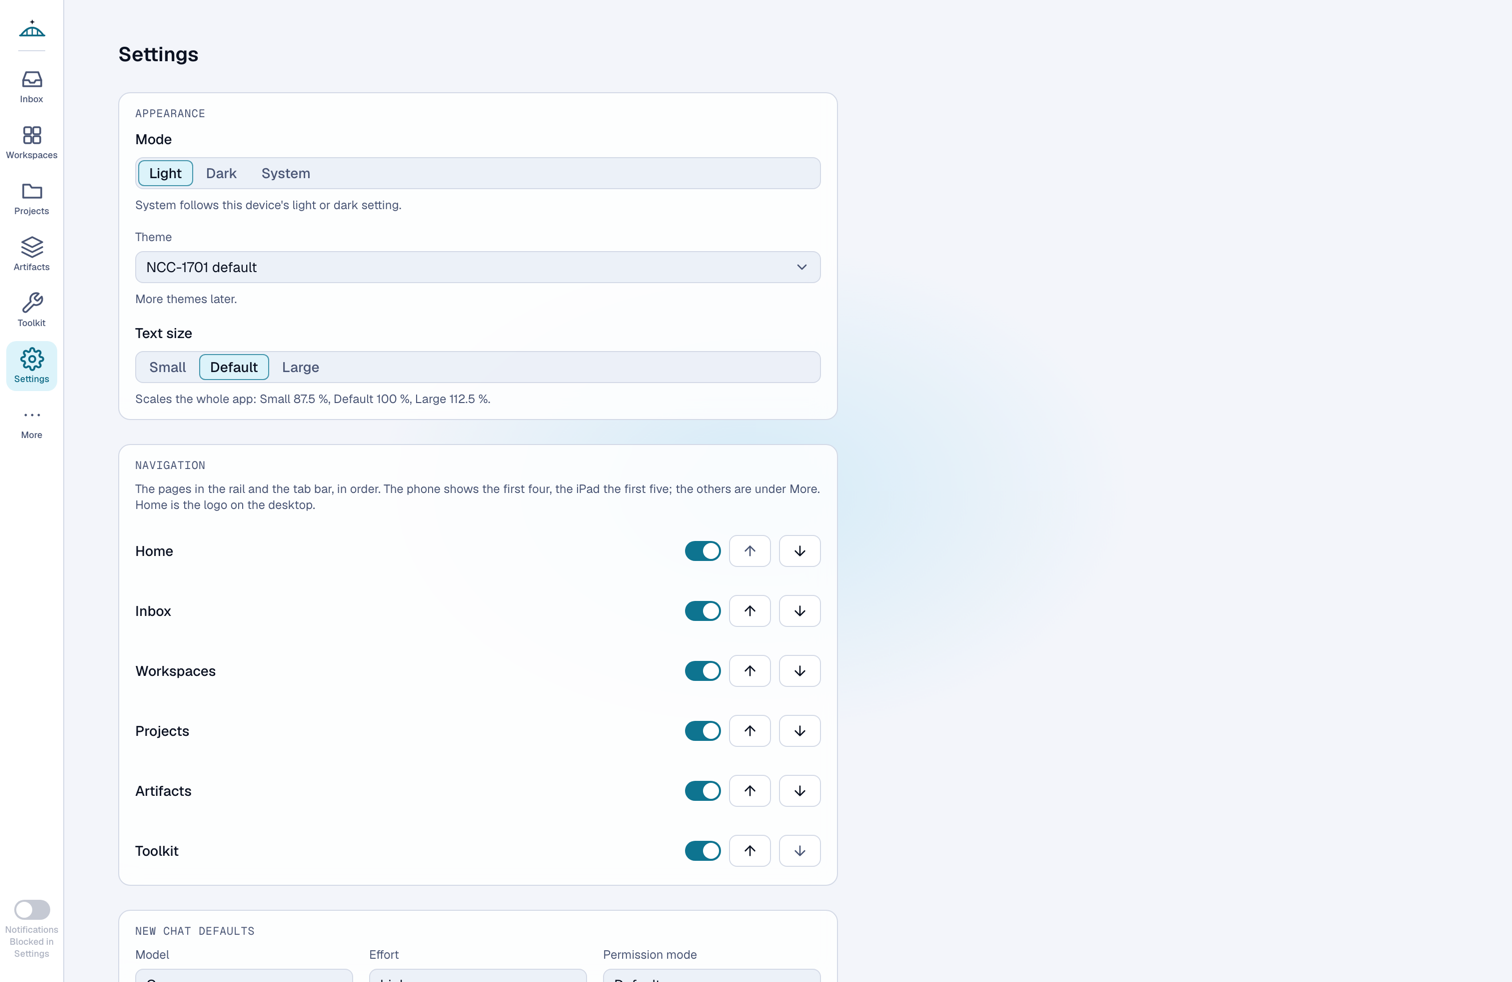 Settings
Inbox
Workspaces
Projects
Artifacts
Toolkit
Settings
More
Notifications
Blocked in
Settings
APPEARANCE
Mode
Light Dark System
System follows this device's light or dark setting.
Theme
NCC-1701 default
More themes later.
Text size
Small Default Large
Scales the whole app: Small 87.5 %, Default 100 %, Large 112.5 %.
NAVIGATION
The pages in the rail and the tab bar, in order. The phone shows the first four, the iPad the first five; the others are under More.
Home is the logo on the desktop.
Home
Inbox
Workspaces
Projects
Artifacts
Toolkit
NEW CHAT DEFAULTS
Model Effort Permission mode